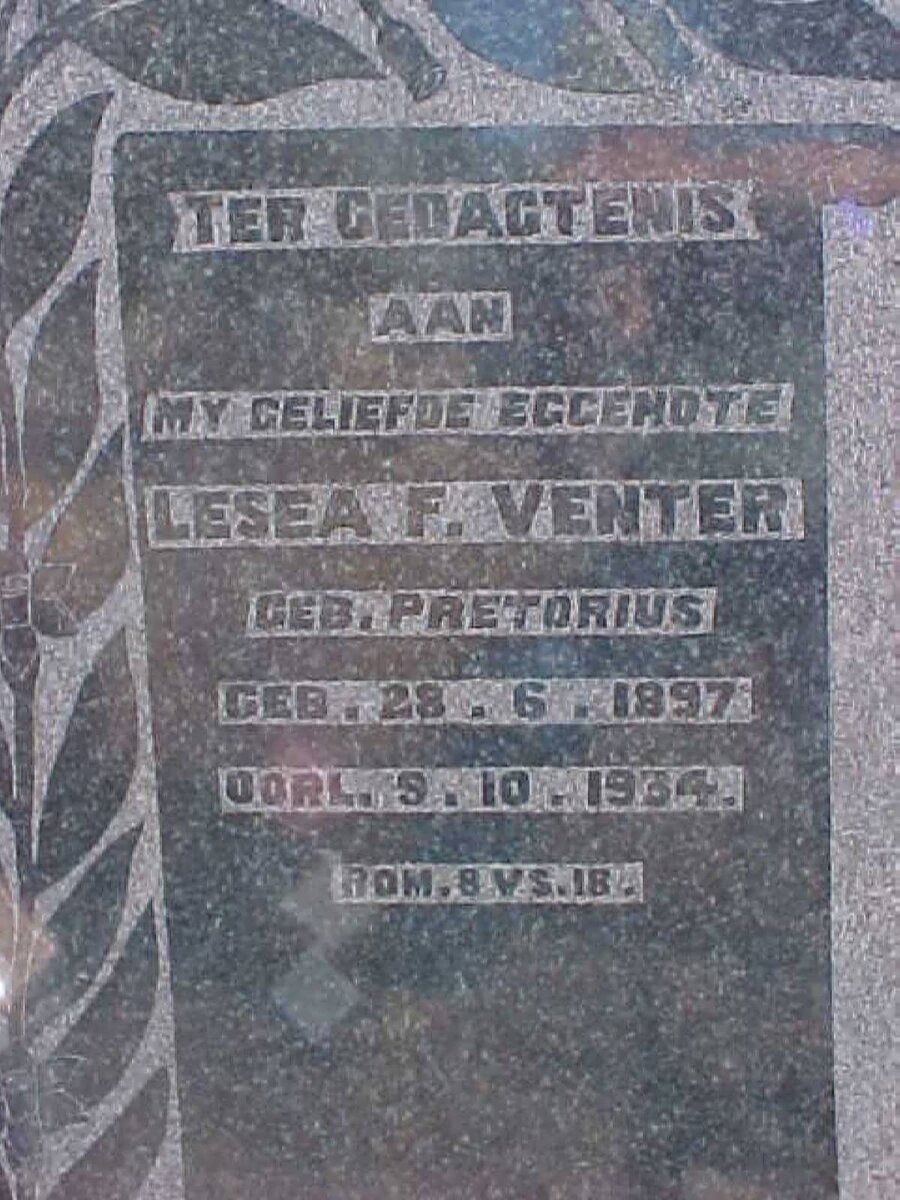 TER GEDAGTENIS
AAN
MY GELIEFDE EGGENOTE
LESEA F. VENTER
GEB. PRETORIUS
GEB. 28. 6. 1897
OORL. 9. 10. 1934.
ROM. 8 VS. 18.